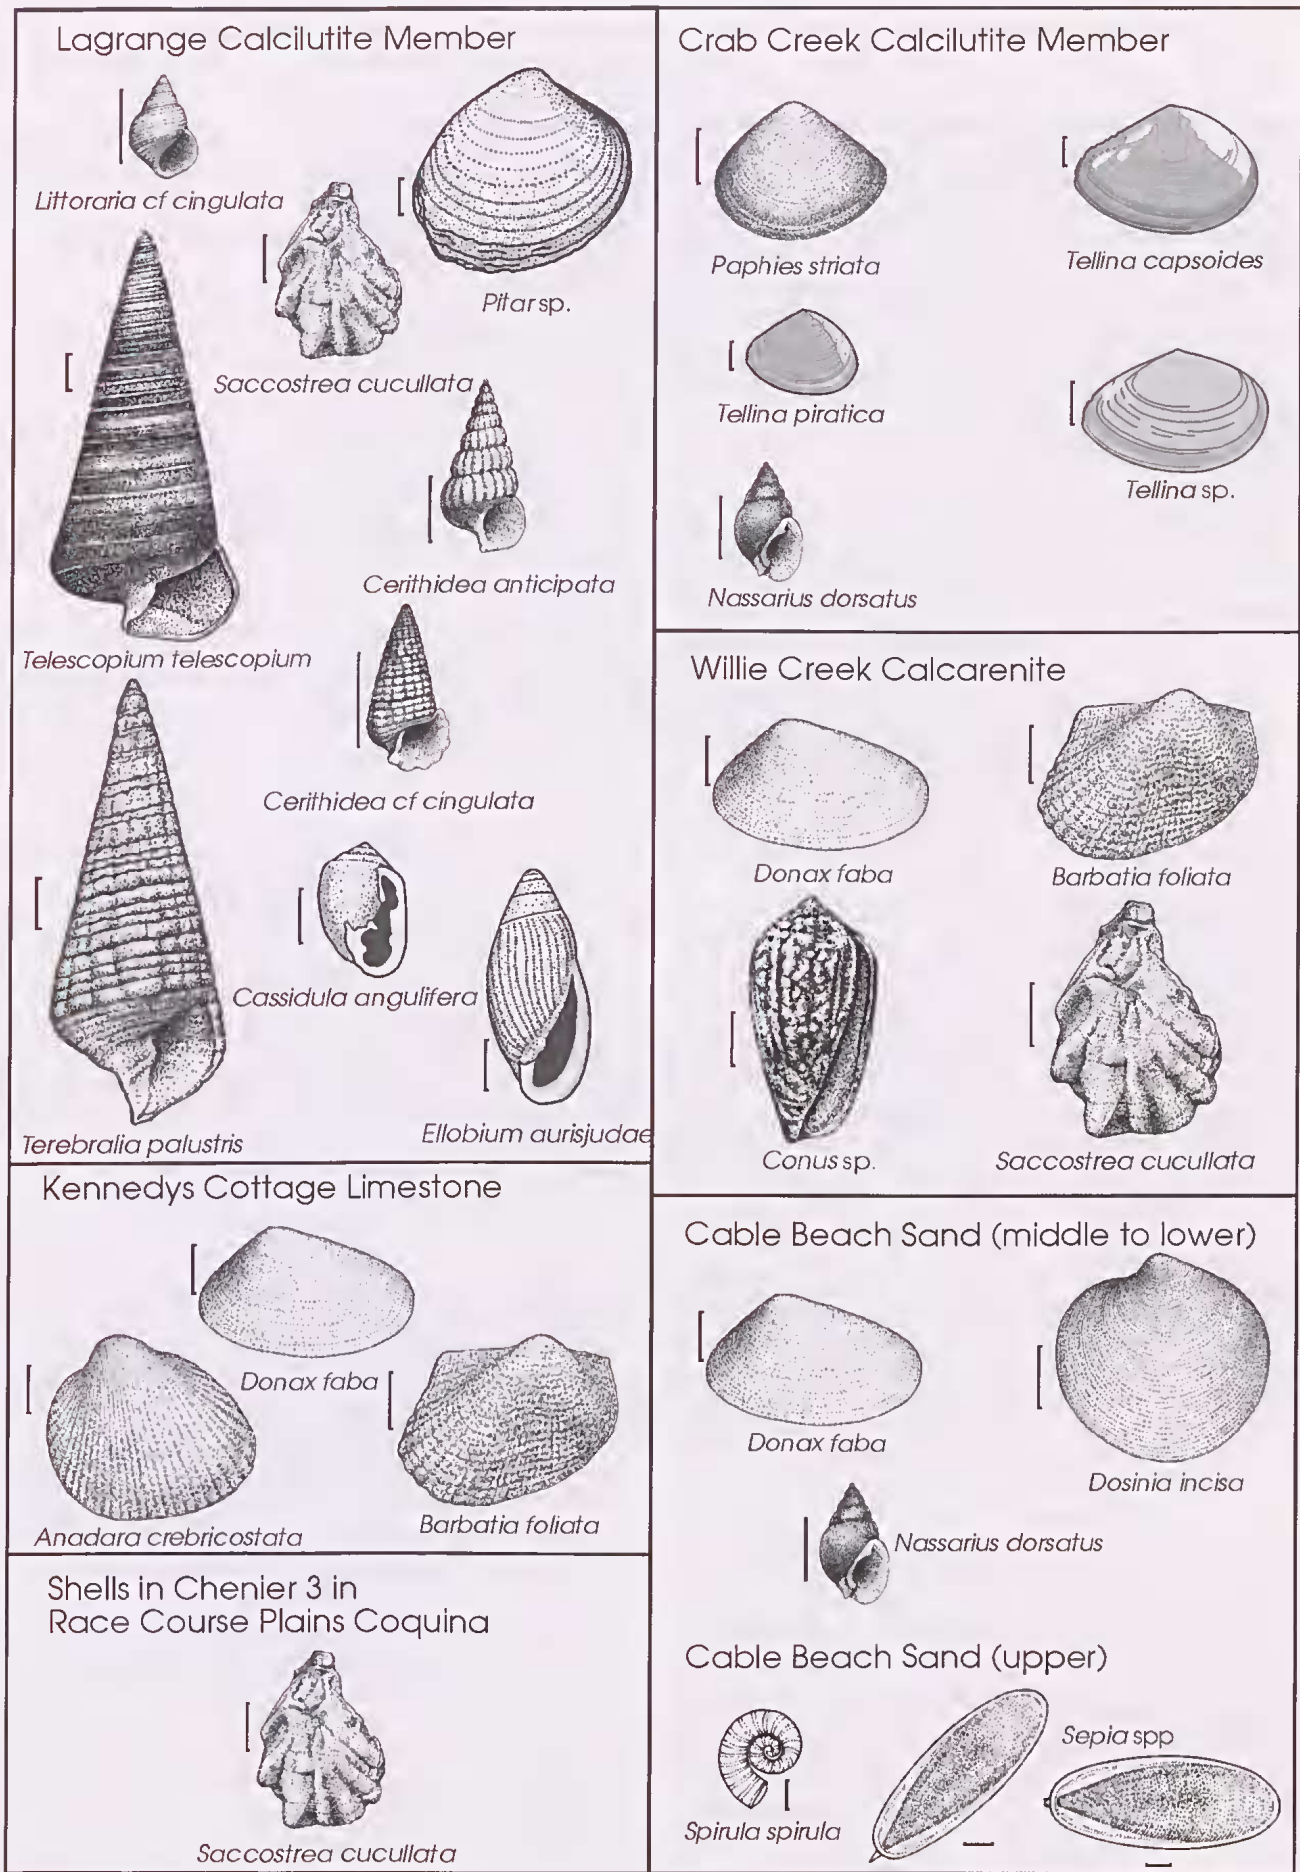 Lagrange Calcilutite Member
Littoraria cf cingulata
Pitar sp.
Saccostrea cucullata
Cerithidea anticipata
Telescopium telescopium
Cerithidea cf cingulata
Cassidula angulifera
Ellobium aurisjudae
Terebralia palustris
Kennedys Cottage Limestone
Donax faba
Anadara crebricostata
Barbatia foliata
Shells in Chenier 3 in
Race Course Plains Coquina
Saccostrea cucullata
Crab Creek Calcilutite Member
Paphies striata
Tellina capsoides
Tellina piratica
Tellina sp.
Nassarius dorsatus
Willie Creek Calcarenite
Donax faba
Barbatia foliata
Conus sp.
Saccostrea cucullata
Cable Beach Sand (middle to lower)
Donax faba
Dosinia incisa
Nassarius dorsatus
Cable Beach Sand (upper)
Sepia spp
Spirula spirula